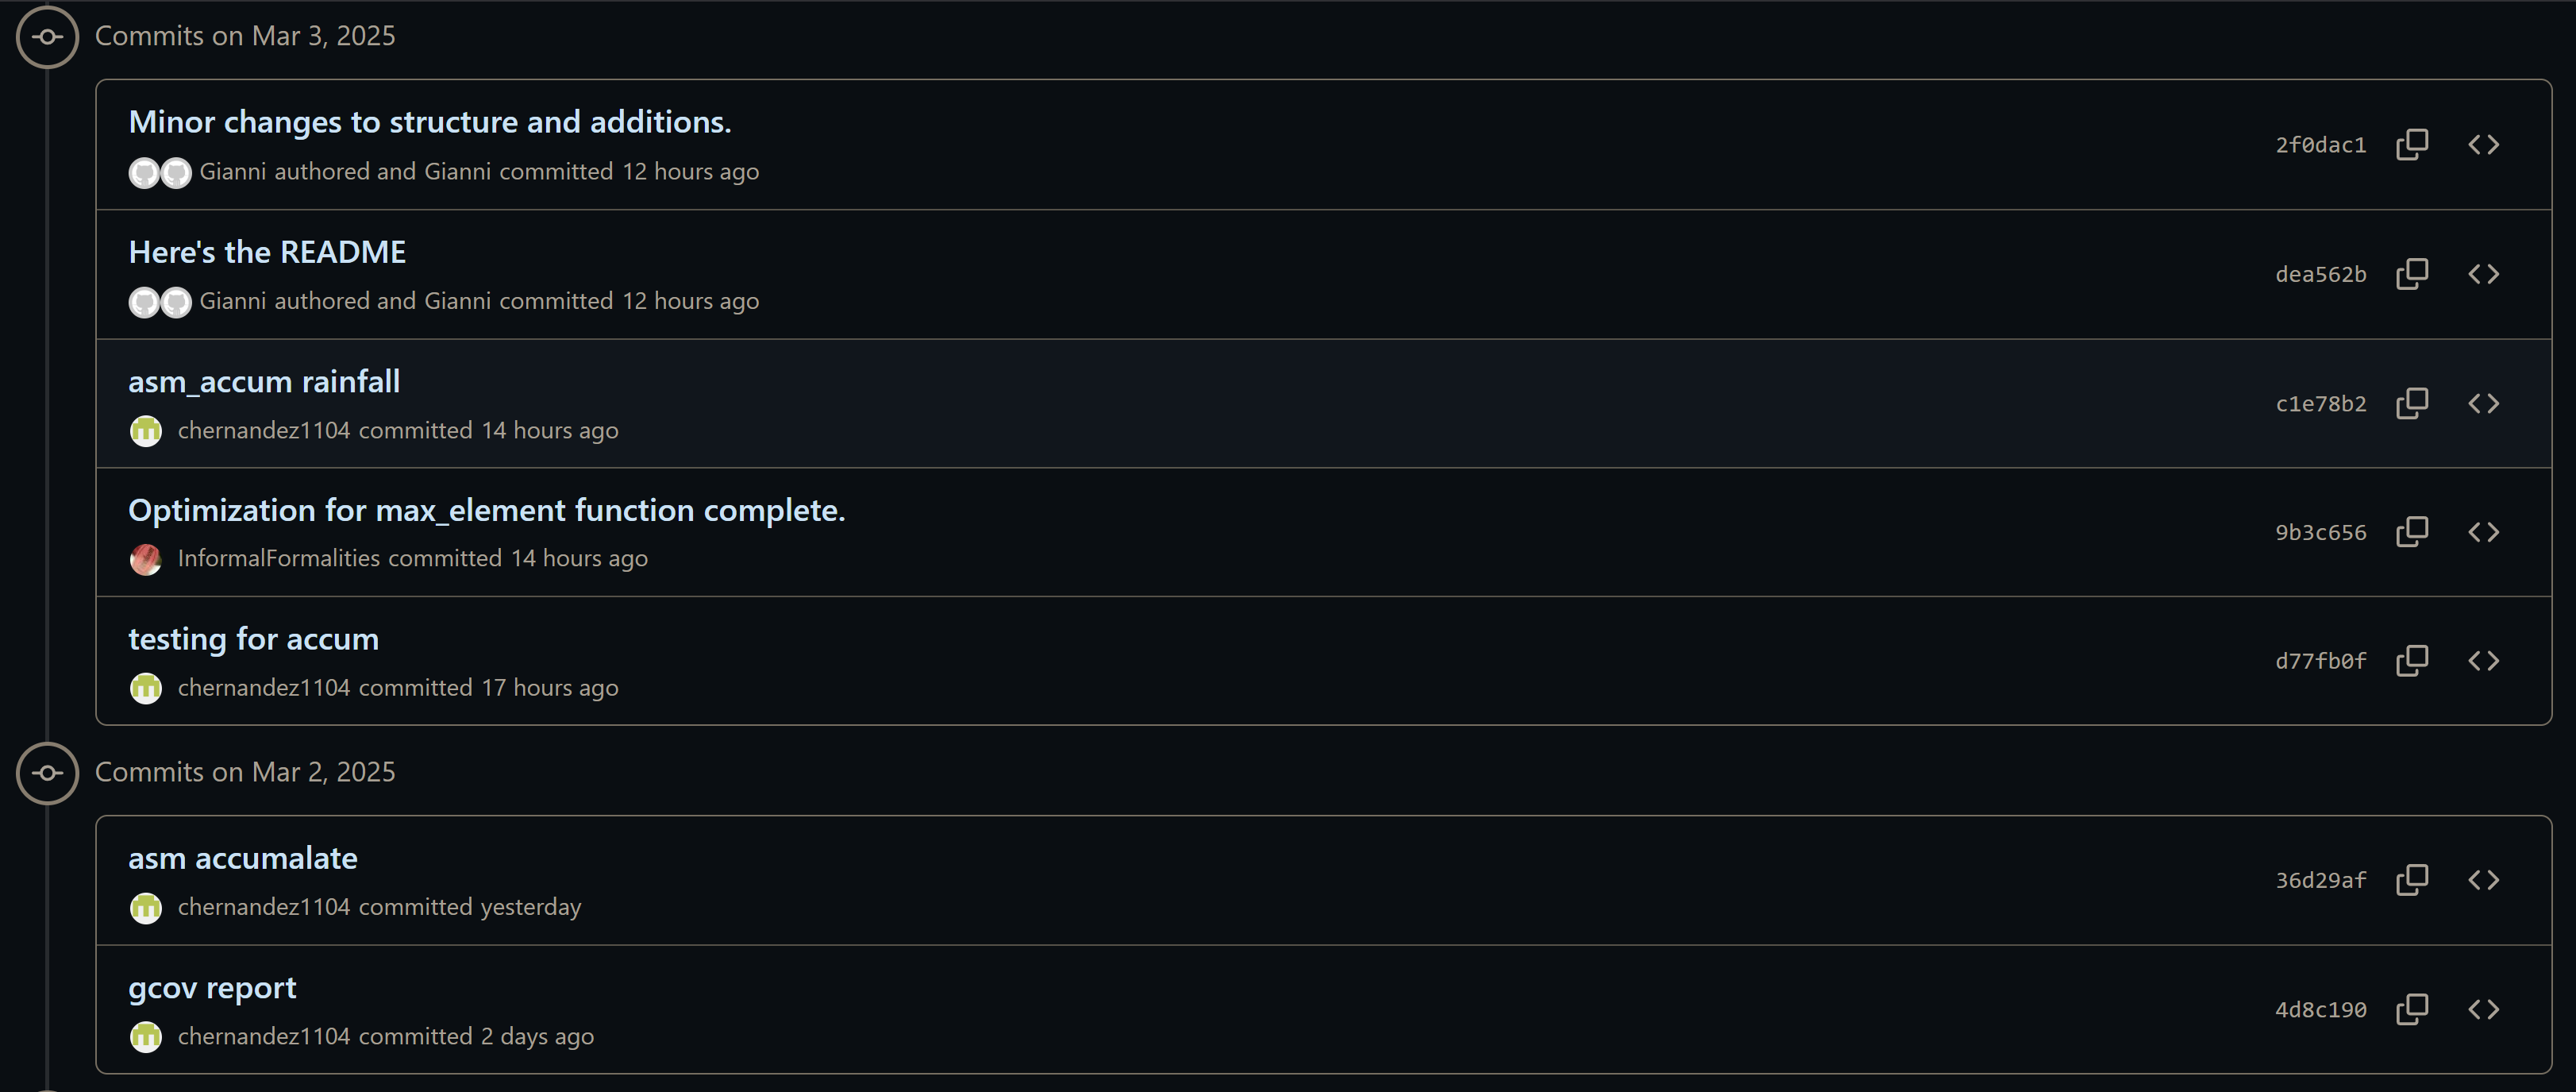 Commits on Mar 3, 2025
Minor changes to structure and additions.
Gianni authored and Gianni committed 12 hours ago
2f0dac1
Here's the README
Gianni authored and Gianni committed 12 hours ago
dea562b
asm_accum rainfall
chernandez1104 committed 14 hours ago
c1e78b2
Optimization for max_element function complete.
InformalFormalities committed 14 hours ago
9b3c656
testing for accum
chernandez1104 committed 17 hours ago
d77fb0f
Commits on Mar 2, 2025
asm accumalate
chernandez1104 committed yesterday
36d29af
gcov report
chernandez1104 committed 2 days ago
4d8c190